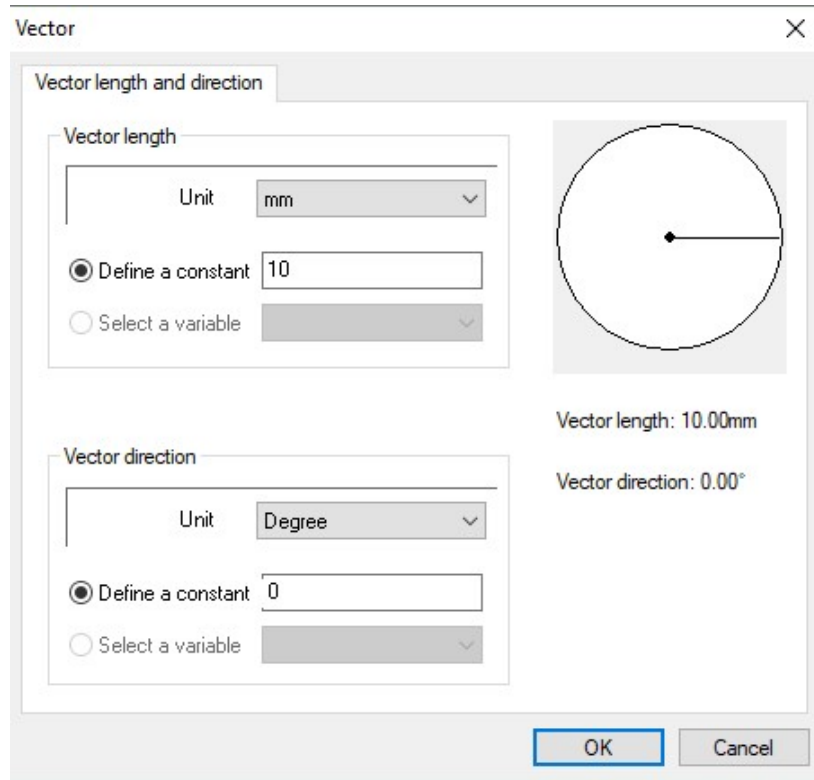 Vector
Vector length and direction
Vector length
Unit mm
Define a constant 10
Select a variable
Vector length: 10.00mm
Vector direction: 0.00°
Vector direction
Unit Degree
Define a constant 0
Select a variable
OK Cancel